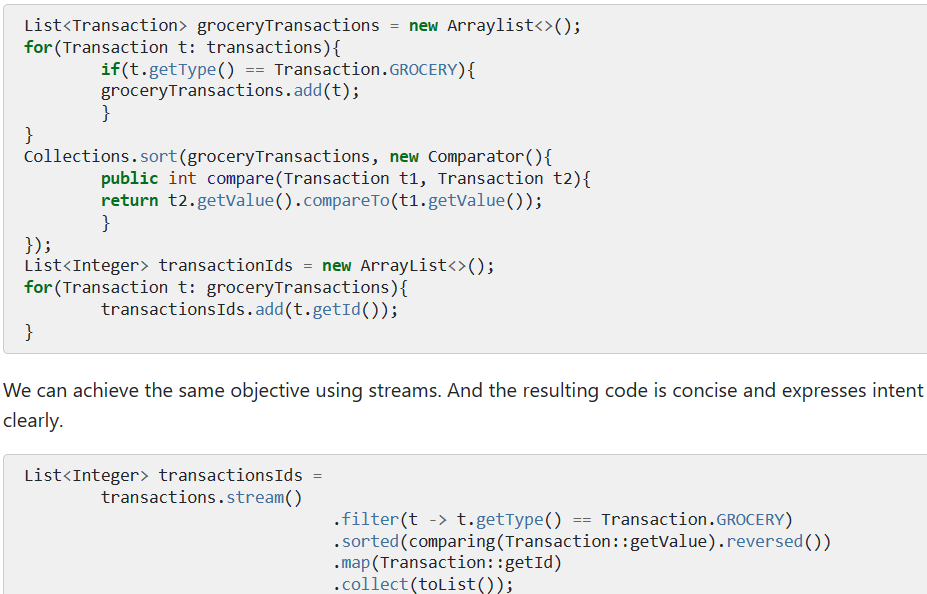 List<Transaction> groceryTransactions = new Arraylist<>();
for(Transaction t: transactions){
        if(t.getType() == Transaction.GROCERY){
        groceryTransactions.add(t);
        }
}
Collections.sort(groceryTransactions, new Comparator(){
        public int compare(Transaction t1, Transaction t2){
        return t2.getValue().compareTo(t1.getValue());
        }
});
List<Integer> transactionIds = new ArrayList<>();
for(Transaction t: groceryTransactions){
        transactionsIds.add(t.getId());
}
We can achieve the same objective using streams. And the resulting code is concise and expresses intent
clearly.
List<Integer> transactionsIds =
        transactions.stream()
                                .filter(t -> t.getType() == Transaction.GROCERY)
                                .sorted(comparing(Transaction::getValue).reversed())
                                .map(Transaction::getId)
                                .collect(toList());